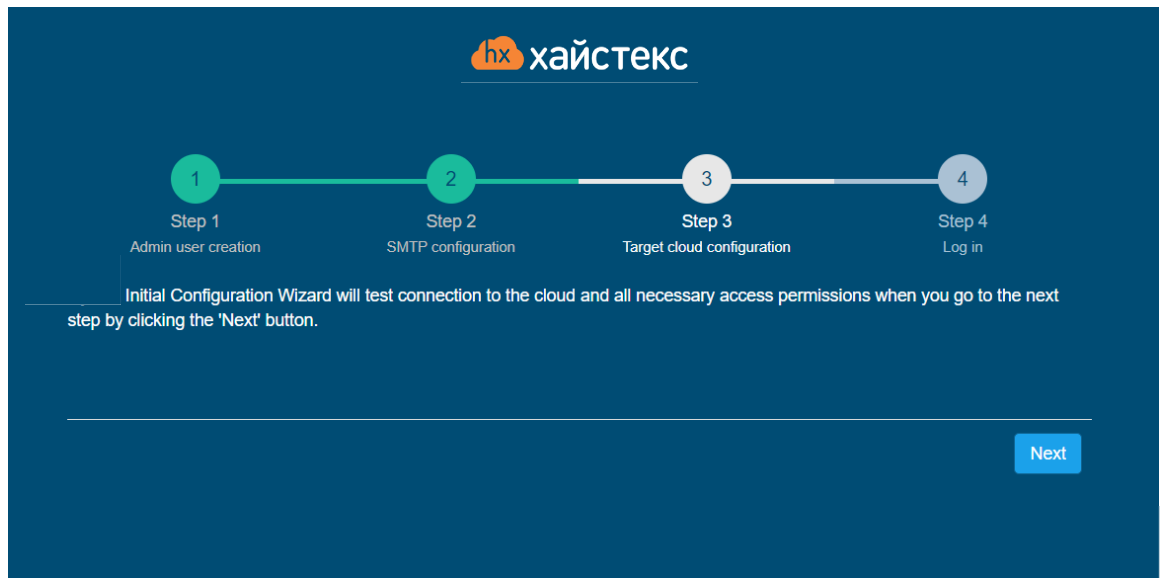 hx хайстекс
1
2
3
4
Step 1
Step 2
Step 3
Step 4
Admin user creation
SMTP configuration
Target cloud configuration
Log in
Initial Configuration Wizard will test connection to the cloud and all necessary access permissions when you go to the next
step by clicking the 'Next' button.
Next